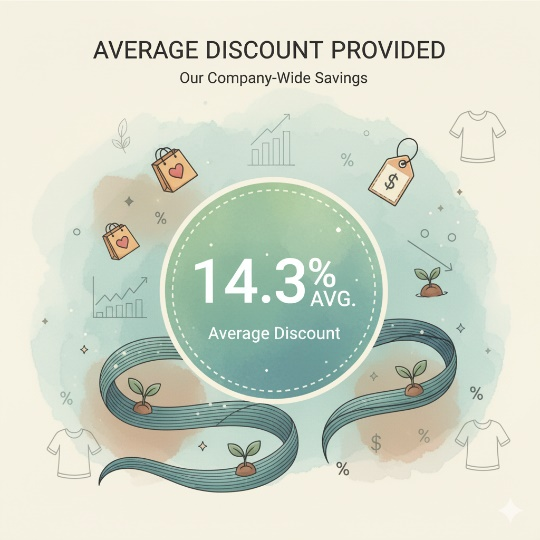 AVERAGE DISCOUNT PROVIDED
Our Company-Wide Savings
%
$
%
14.3% AVG.
Average Discount
%
%
$
%
%